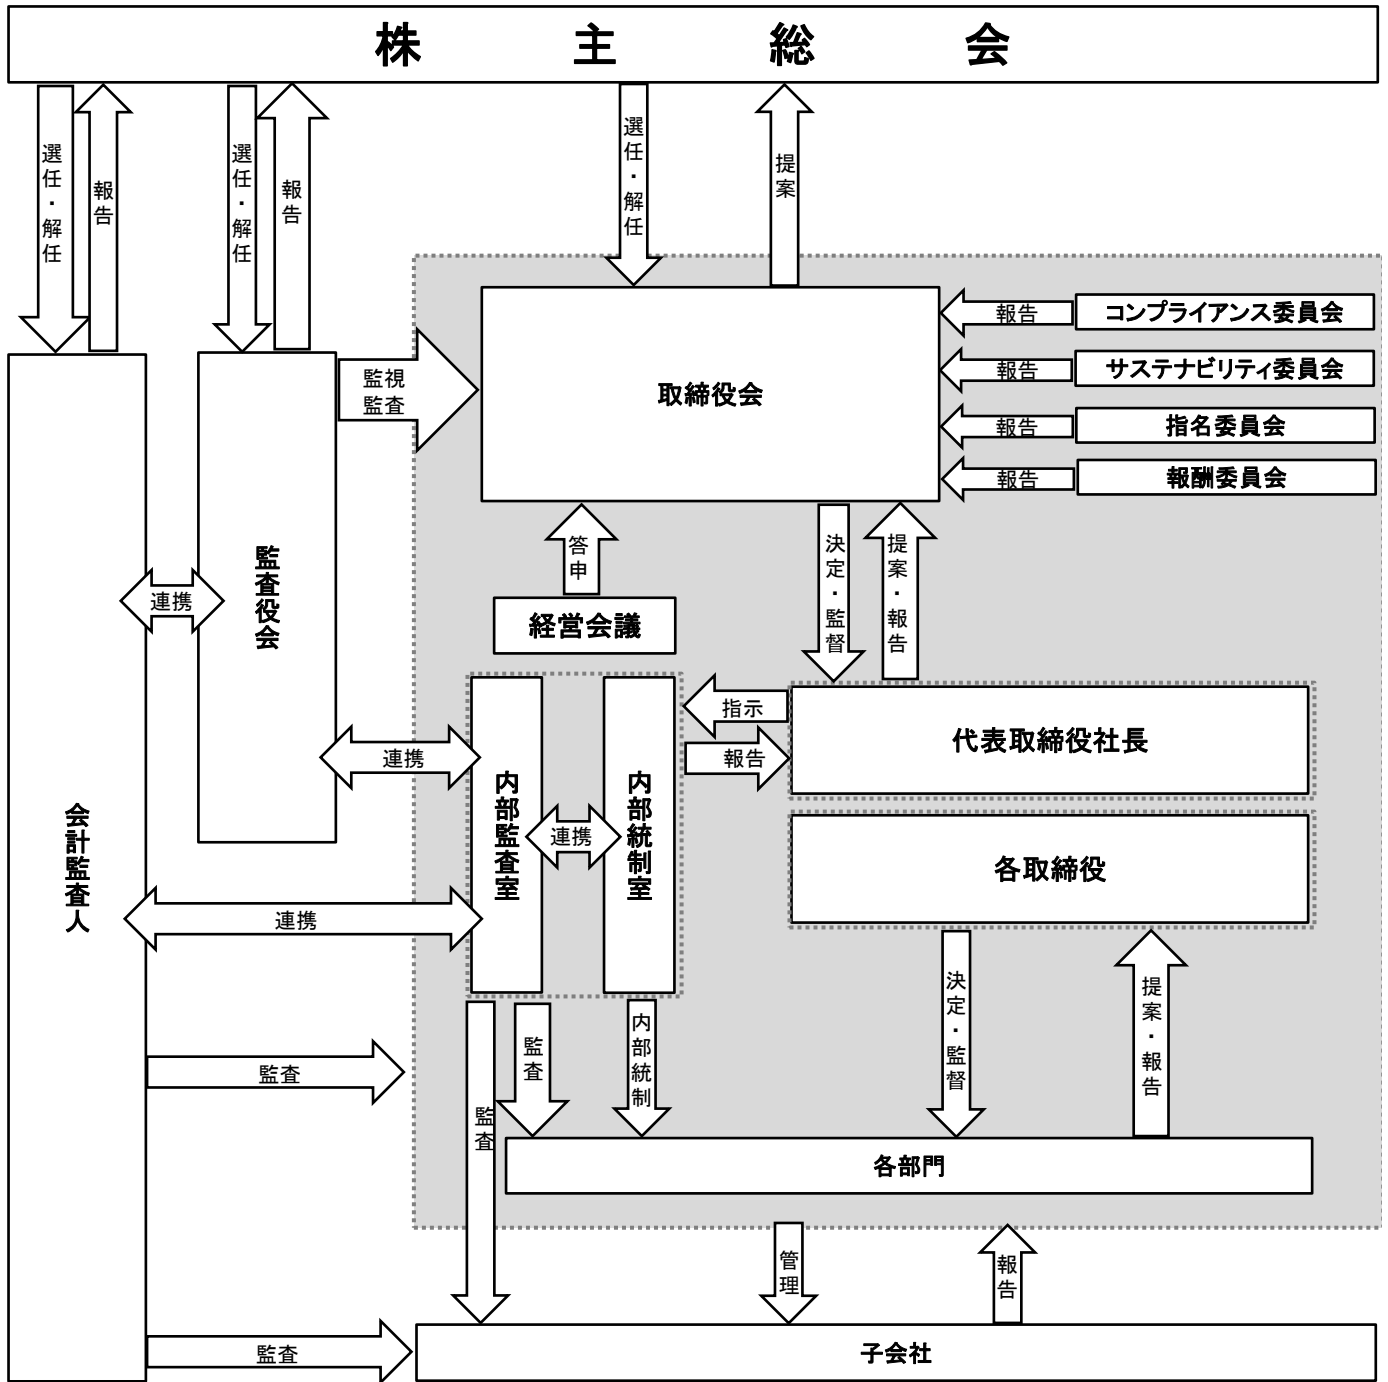 株主総会
選任・解任
報告
選任・解任
報告
選任・解任
提案
コンプライアンス委員会
報告
サステナビリティ委員会
報告
指名委員会
報告
報酬委員会
報告
取締役会
監視
監査
監査役会
会計監査人
連携
答申
経営会議
決定・監督
提案・報告
指示
報告
代表取締役社長
各取締役
連携
内部監査室
連携
内部統制室
連携
監査
監査
監査
内部統制
決定・監督
提案・報告
各部門
管理
報告
監査
子会社